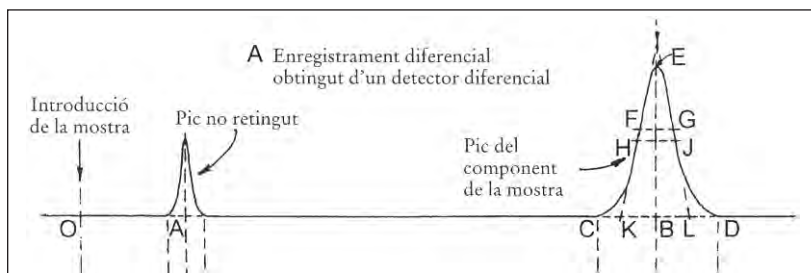 A Enregistrament diferencial
obtingut d'un detector diferencial
Introducció
de la mostra
Pic no retingut
E
F G
H J
Pic del
component
de la mostra
O A C K B L D